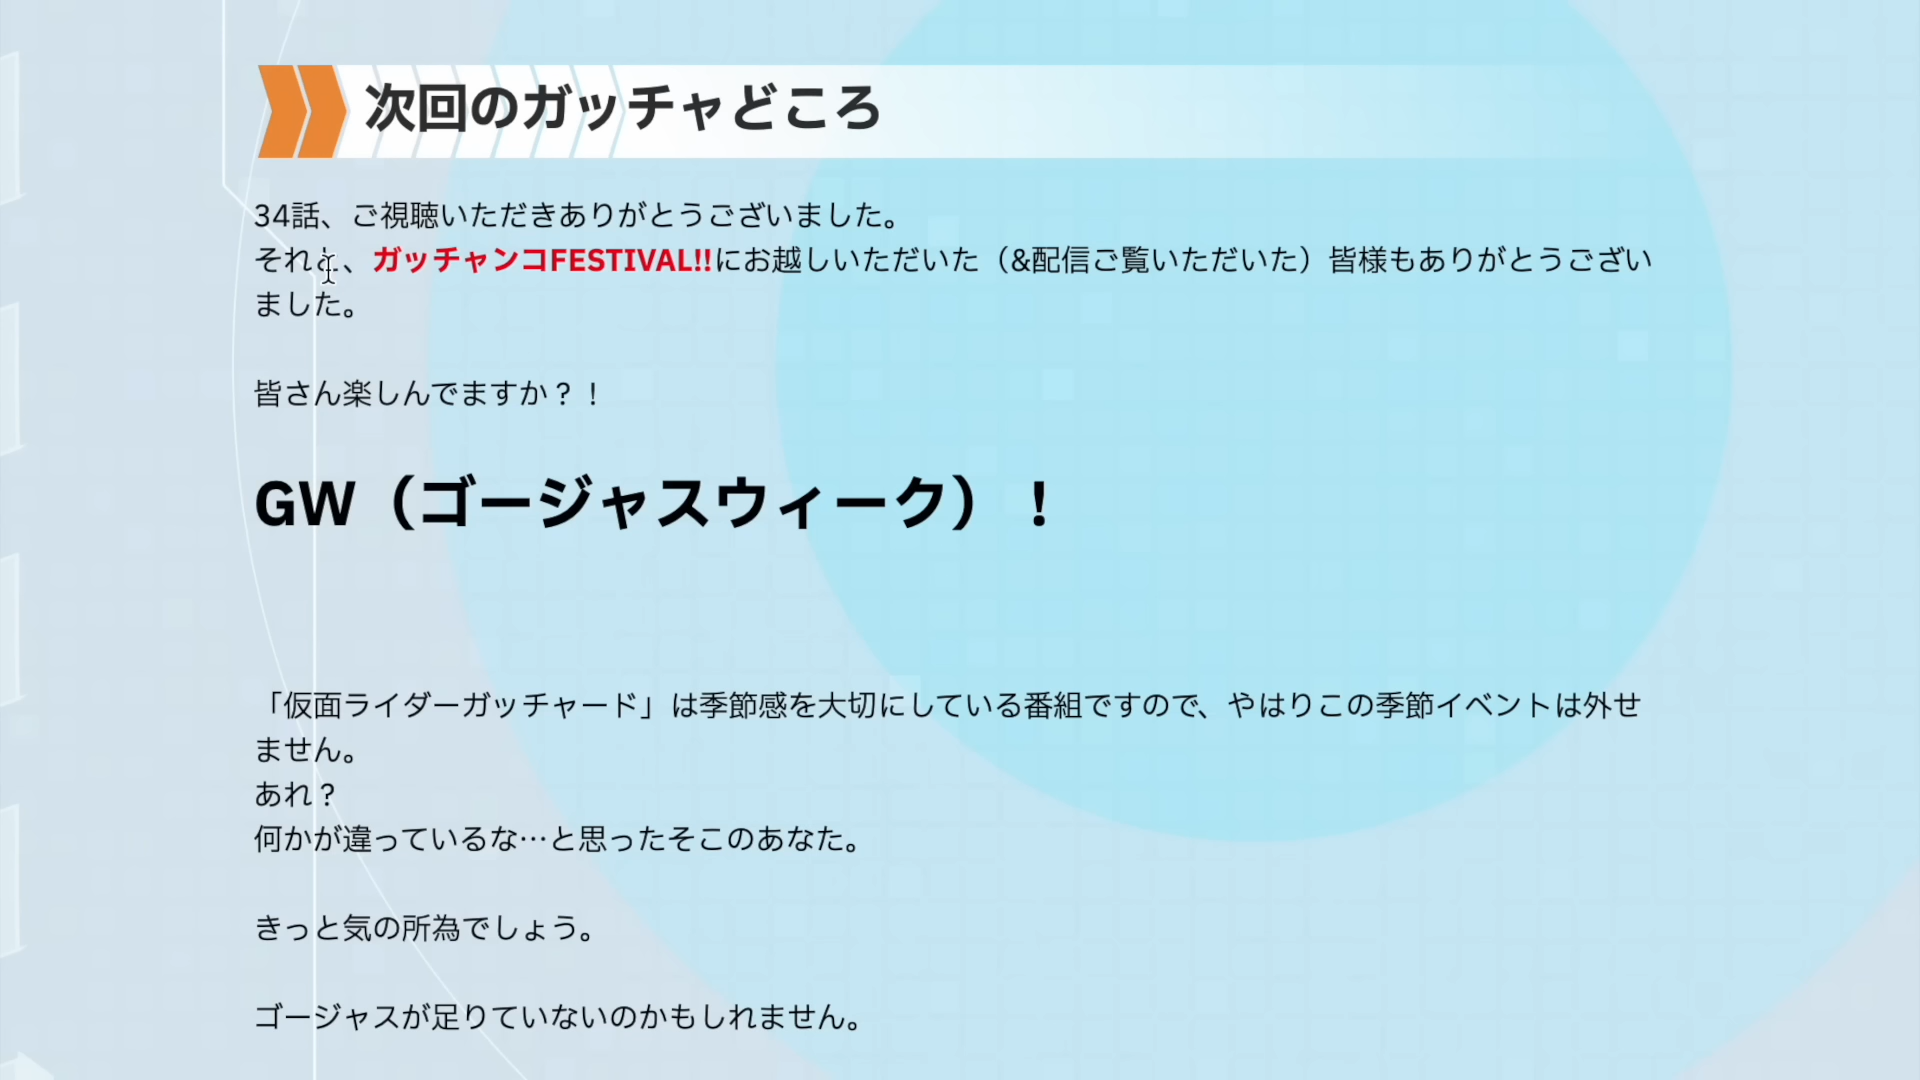 次回のガッチャどころ
34話、ご視聴いただきありがとうございました。
それと、ガッチャンコFESTIVAL!!にお越しいただいた（&配信ご覧いただいた）皆様もありがとうござい
ました。
皆さん楽しんでますか？！
GW（ゴージャスウィーク）！
「仮面ライダーガッチャード」は季節感を大切にしている番組ですので、やはりこの季節イベントは外せ
ません。
あれ？
何かが違っているな…と思ったそこのあなた。
きっと気の所為でしょう。
ゴージャスが足りていないのかもしれません。